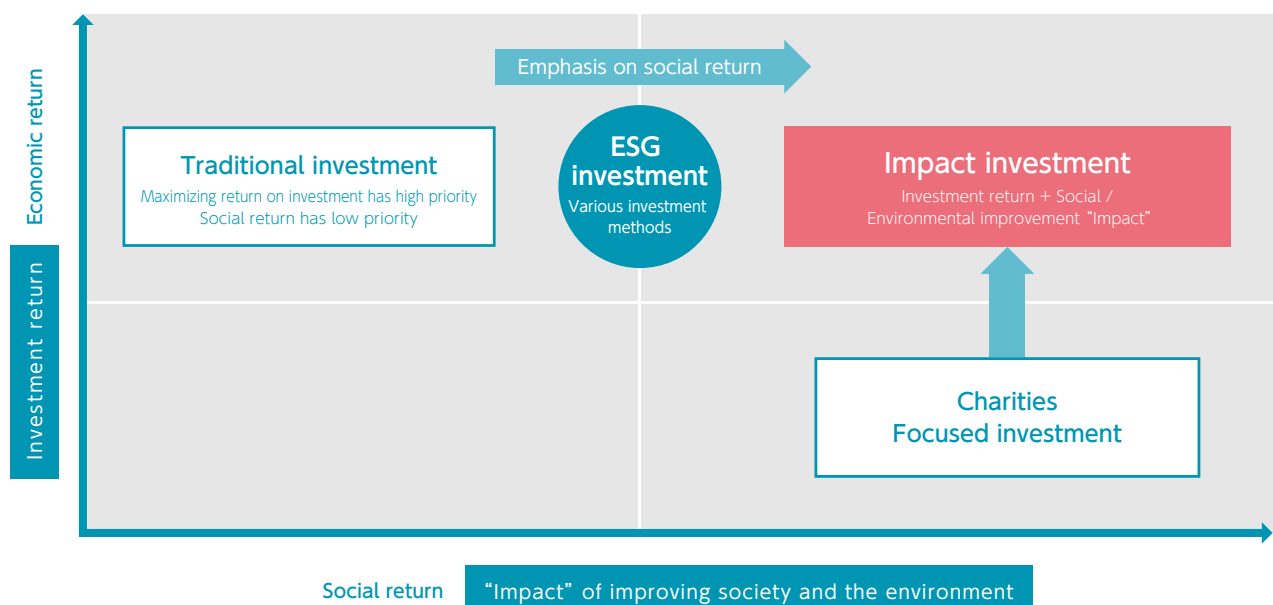 Economic return
Investment return
Emphasis on social return
Traditional investment
Maximizing return on investment has high priority
Social return has low priority
ESG
investment
Various investment
methods
Impact investment
Investment return + Social /
Environmental improvement “Impact”
Charities
Focused investment
Social return
“Impact” of improving society and the environment